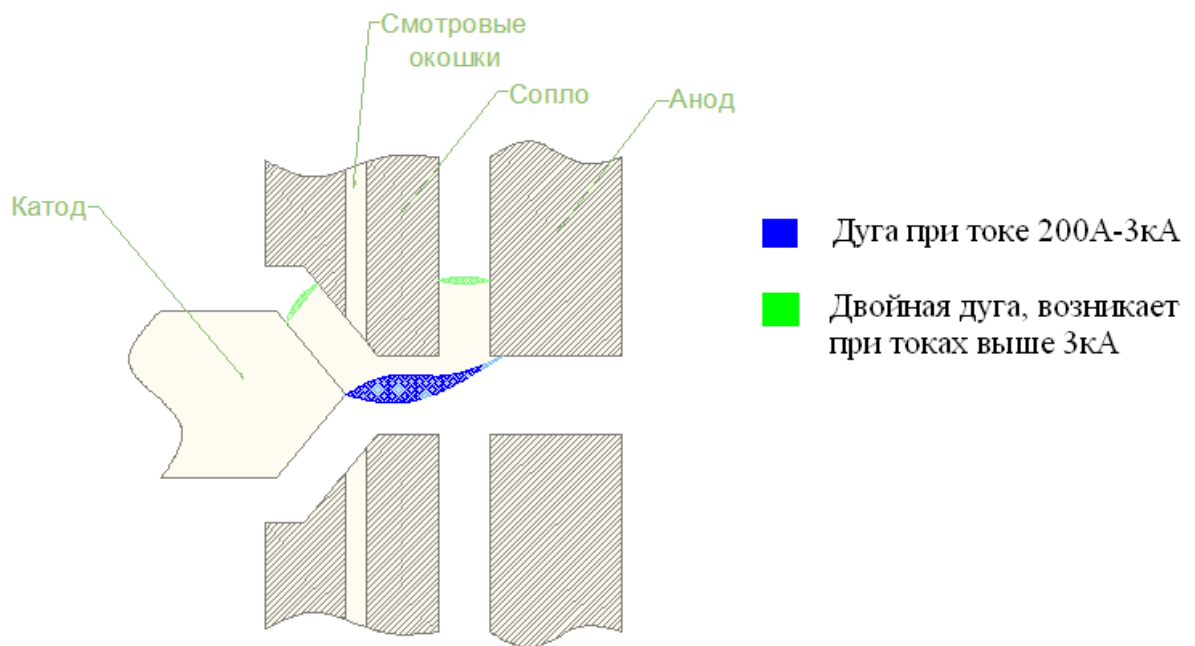 Смотровые
окошки
Сопло
Анод
Катод
Дуга при токе 200А-3кА
Двойная дуга, возникает
при токах выше 3кА